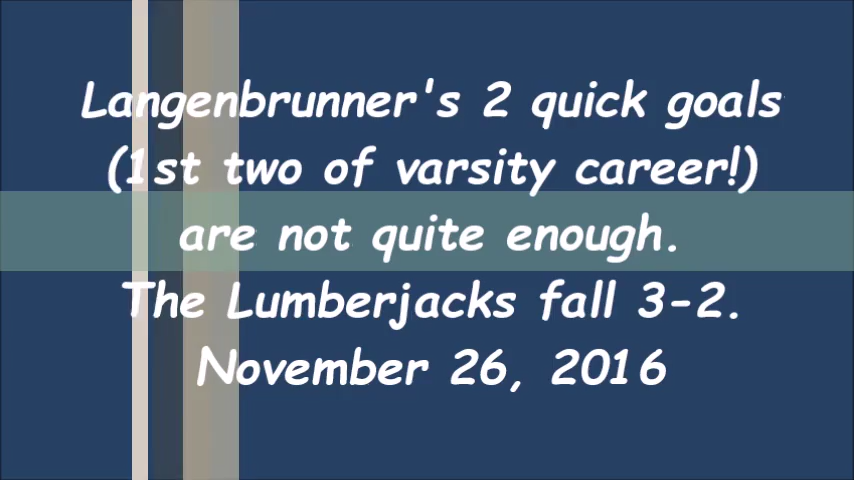 Langenbrunner's 2 quick goals
(1st two of varsity career!)
are not quite enough.
The Lumberjacks fall 3-2.
November 26, 2016